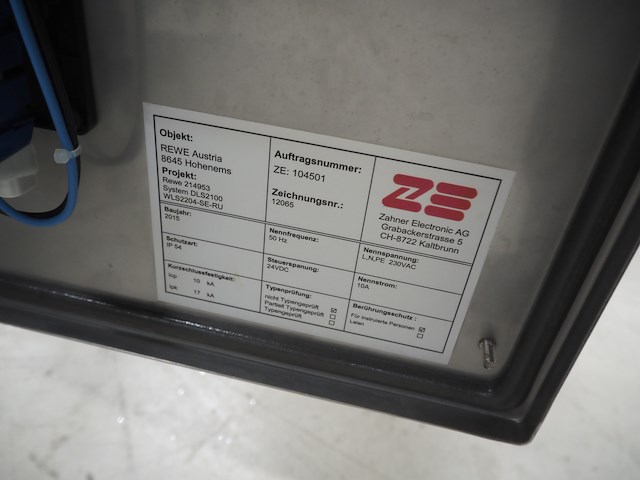 Objekt:
REWE Austria
8645 Hohenems
Projekt:
Rewe 214953
System DLS2100
WLS2204-SE-RU
Auftragsnummer:
ZE: 104501
Zeichnungsnr.:
12065
ZE
Zahner Electronic AG
Grabackerstrasse 5
CH-8722 Kaltbrunn
Baujahr:
2015
Nennfrequenz:
50 Hz
Nennspannung:
L,N,PE 230VAC
Schutzart:
IP 54
Steuerspannung:
24VDC
Nennstrom:
10A
Kurzschlussfestigkeit:
Icp: 10 kA
Ipk: 17 kA
Typenprüfung:
nicht Typengeprüft ☑
Partiell Typengeprüft ☐
Typengeprüft ☐
Berührungsschutz :
Für instruierte Personen ☑
Laien ☐